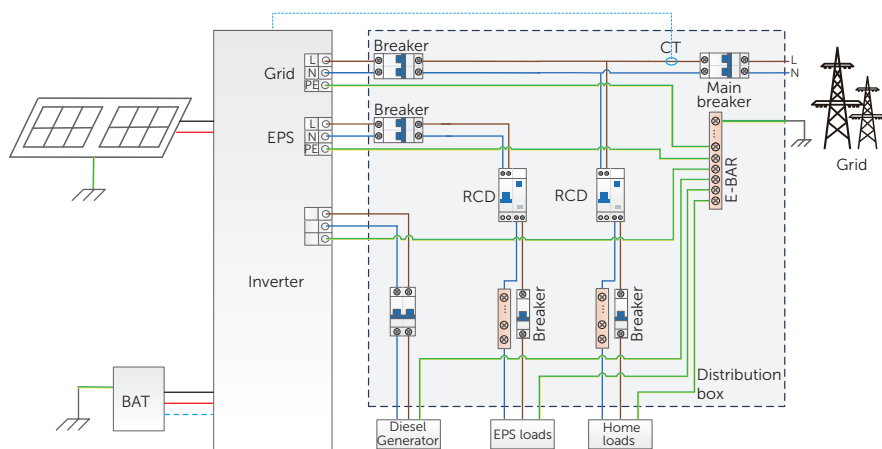 Breaker
CT
L
N
Grid
L
N
PE
Main
breaker
Breaker
EPS
L
N
PE
Grid
E-BAR
RCD
RCD
Inverter
Breaker
Breaker
Distribution
box
BAT
Diesel
Generator
EPS loads
Home
loads